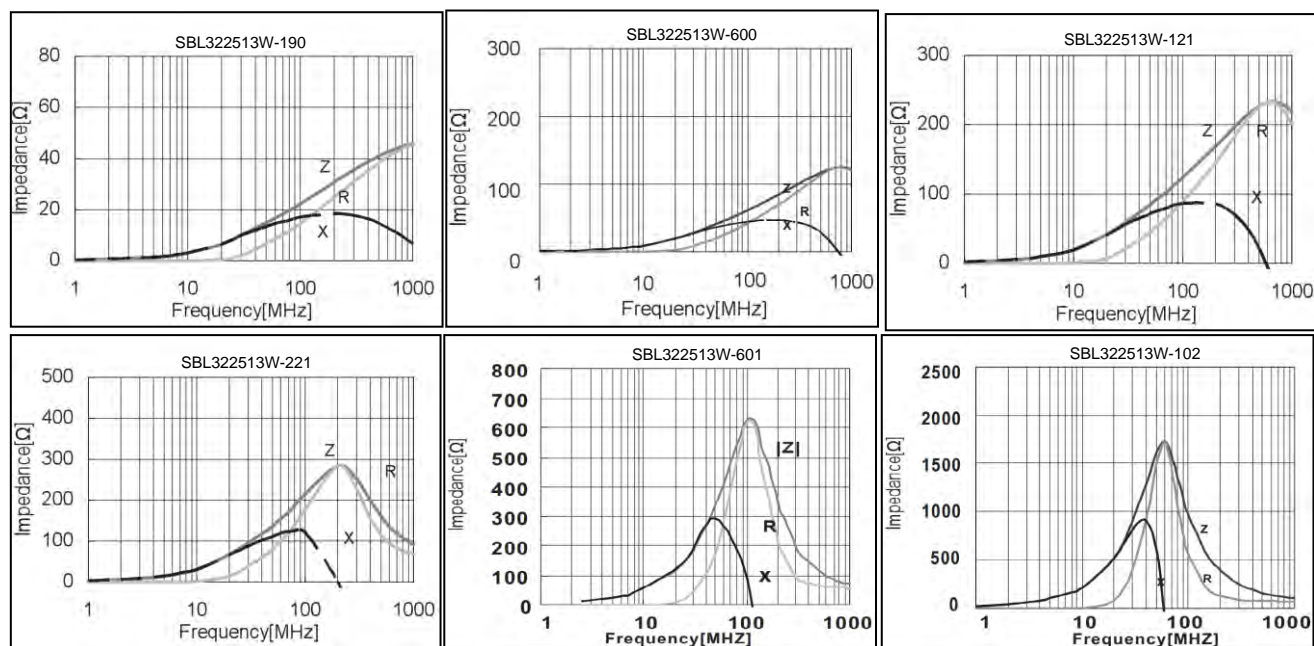 SBL322513W-190
80
60
40
20
0
Impedance[Ω]
Z
R
X
1 10 100 1000
Frequency[MHz]
SBL322513W-600
300
200
100
0
Impedance[Ω]
Z
R
X
1 10 100 1000
Frequency[MHz]
SBL322513W-121
300
200
100
0
Impedance[Ω]
Z
R
X
1 10 100 1000
Frequency[MHz]
SBL322513W-221
500
400
300
200
100
0
Impedance[Ω]
Z
R
X
1 10 100 1000
Frequency[MHz]
SBL322513W-601
800
700
600
500
400
300
200
100
0
Impedance[Ω]
|Z|
R
X
1 10 100 1000
Frequency[MHZ]
SBL322513W-102
2500
2500
2000
1500
1000
500
0
Impedance[Ω]
Z
R
X
1 10 100 1000
Frequency[MHZ]